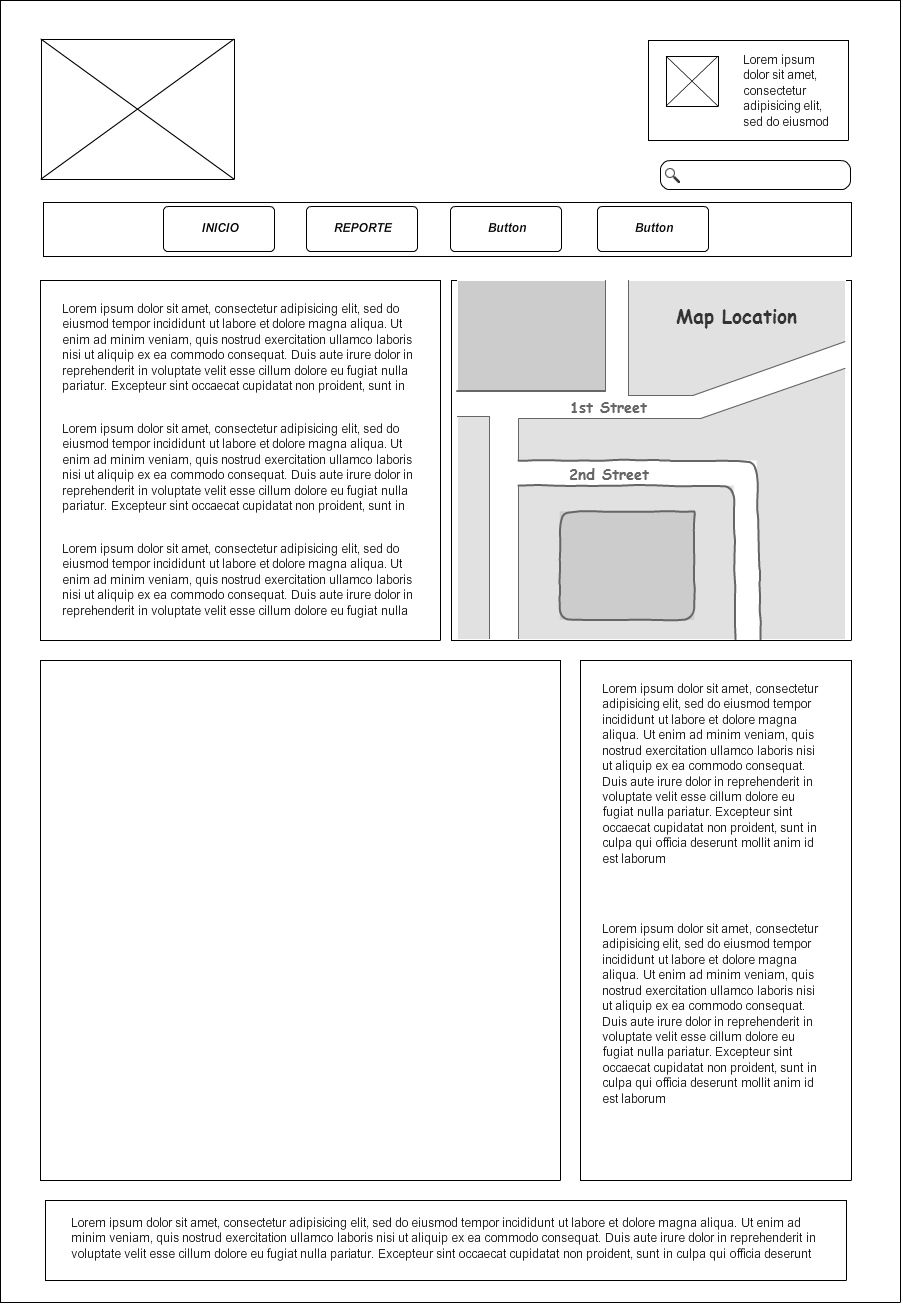 Lorem ipsum
dolor sit amet,
consectetur
adipisicing elit,
sed do eiusmod
INICIO
REPORTE
Button
Button
Lorem ipsum dolor sit amet, consectetur adipisicing elit, sed do
eiusmod tempor incididunt ut labore et dolore magna aliqua. Ut
enim ad minim veniam, quis nostrud exercitation ullamco laboris
nisi ut aliquip ex ea commodo consequat. Duis aute irure dolor in
reprehenderit in voluptate velit esse cillum dolore eu fugiat nulla
pariatur. Excepteur sint occaecat cupidatat non proident, sunt in
Lorem ipsum dolor sit amet, consectetur adipisicing elit, sed do
eiusmod tempor incididunt ut labore et dolore magna aliqua. Ut
enim ad minim veniam, quis nostrud exercitation ullamco laboris
nisi ut aliquip ex ea commodo consequat. Duis aute irure dolor in
reprehenderit in voluptate velit esse cillum dolore eu fugiat nulla
pariatur. Excepteur sint occaecat cupidatat non proident, sunt in
Lorem ipsum dolor sit amet, consectetur adipisicing elit, sed do
eiusmod tempor incididunt ut labore et dolore magna aliqua. Ut
enim ad minim veniam, quis nostrud exercitation ullamco laboris
nisi ut aliquip ex ea commodo consequat. Duis aute irure dolor in
reprehenderit in voluptate velit esse cillum dolore eu fugiat nulla
Map Location
1st Street
2nd Street
Lorem ipsum dolor sit amet, consectetur
adipisicing elit, sed do eiusmod tempor
incididunt ut labore et dolore magna
aliqua. Ut enim ad minim veniam, quis
nostrud exercitation ullamco laboris nisi
ut aliquip ex ea commodo consequat.
Duis aute irure dolor in reprehenderit in
voluptate velit esse cillum dolore eu
fugiat nulla pariatur. Excepteur sint
occaecat cupidatat non proident, sunt in
culpa qui officia deserunt mollit anim id
est laborum
Lorem ipsum dolor sit amet, consectetur
adipisicing elit, sed do eiusmod tempor
incididunt ut labore et dolore magna
aliqua. Ut enim ad minim veniam, quis
nostrud exercitation ullamco laboris nisi
ut aliquip ex ea commodo consequat.
Duis aute irure dolor in reprehenderit in
voluptate velit esse cillum dolore eu
fugiat nulla pariatur. Excepteur sint
occaecat cupidatat non proident, sunt in
culpa qui officia deserunt mollit anim id
est laborum
Lorem ipsum dolor sit amet, consectetur adipisicing elit, sed do eiusmod tempor incididunt ut labore et dolore magna aliqua. Ut enim ad
minim veniam, quis nostrud exercitation ullamco laboris nisi ut aliquip ex ea commodo consequat. Duis aute irure dolor in reprehenderit in
voluptate velit esse cillum dolore eu fugiat nulla pariatur. Excepteur sint occaecat cupidatat non proident, sunt in culpa qui officia deserunt